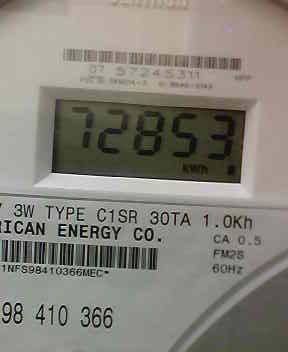 07 57245311
72853
kWh
3W TYPE C1SR 30TA 1.0Kh
RICAN ENERGY CO.
CA 0.5
FM2S
60Hz
1NFS98410366MEC*
98 410 366